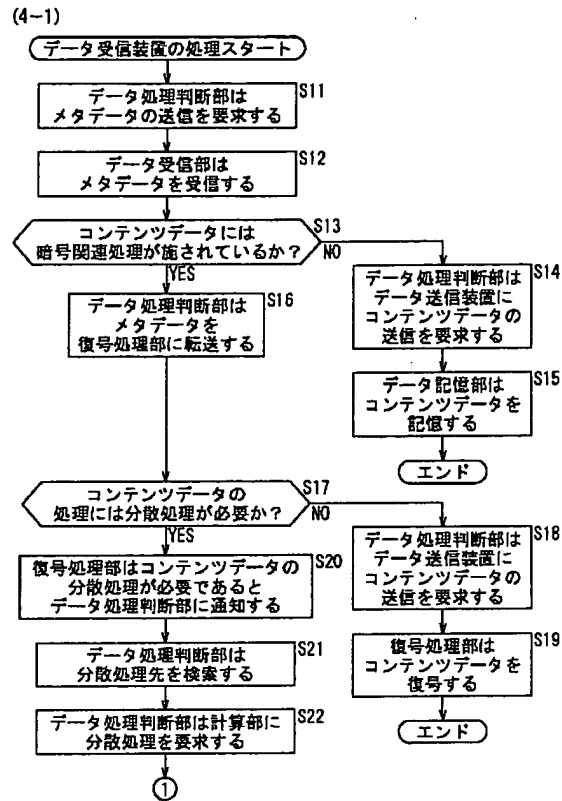 (4-1)
データ受信装置の処理スタート
S11
データ処理判断部は
メタデータの送信を要求する
S12
データ受信部は
メタデータを受信する
S13
コンテンツデータには
暗号関連処理が施されているか?
NO
YES
S14
データ処理判断部は
データ送信装置に
コンテンツデータの
送信を要求する
S15
データ記憶部は
コンテンツデータを
記憶する
エンド
S16
データ処理判断部は
メタデータを
復号処理部に転送する
S17
コンテンツデータの
処理には分散処理が必要か?
NO
YES
S18
データ処理判断部は
データ送信装置に
コンテンツデータの
送信を要求する
S19
復号処理部は
コンテンツデータを
復号する
エンド
S20
復号処理部はコンテンツデータの
分散処理が必要であると
データ処理判断部に通知する
S21
データ処理判断部は
分散処理先を検索する
S22
データ処理判断部は計算部に
分散処理を要求する
①